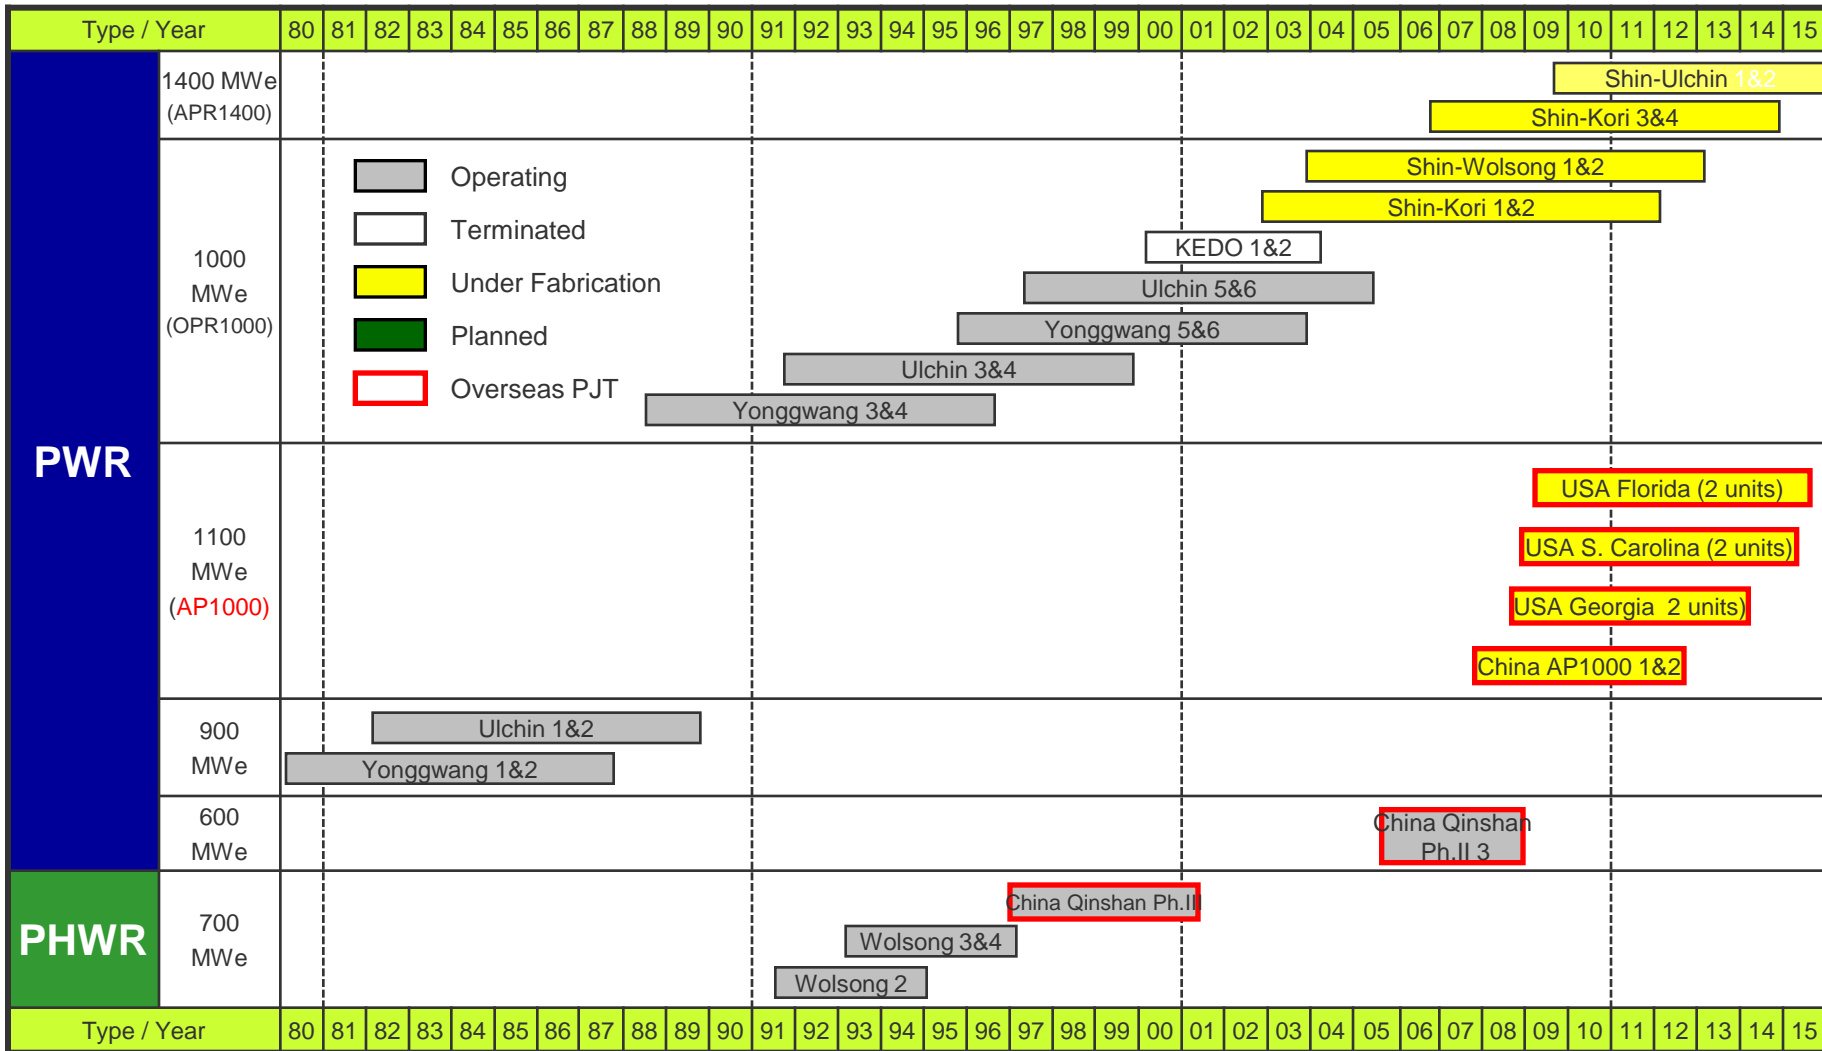 Type / Year 80 81 82 83 84 85 86 87 88 89 90 91 92 93 94 95 96 97 98 99 00 01 02 03 04 05 06 07 08 09 10 11 12 13 14 15
PWR
1400 MWe
(APR1400)
Shin-Ulchin 1&2
Shin-Kori 3&4
1000
MWe
(OPR1000)
Operating
Terminated
Under Fabrication
Planned
Overseas PJT
Shin-Wolsong 1&2
Shin-Kori 1&2
KEDO 1&2
Ulchin 5&6
Yonggwang 5&6
Ulchin 3&4
Yonggwang 3&4
1100
MWe
(AP1000)
USA Florida (2 units)
USA S. Carolina (2 units)
USA Georgia  2 units)
China AP1000 1&2
900
MWe
Ulchin 1&2
Yonggwang 1&2
600
MWe
China Qinshan
Ph.II 3
PHWR
700
MWe
China Qinshan Ph.III
Wolsong 3&4
Wolsong 2
Type / Year 80 81 82 83 84 85 86 87 88 89 90 91 92 93 94 95 96 97 98 99 00 01 02 03 04 05 06 07 08 09 10 11 12 13 14 15